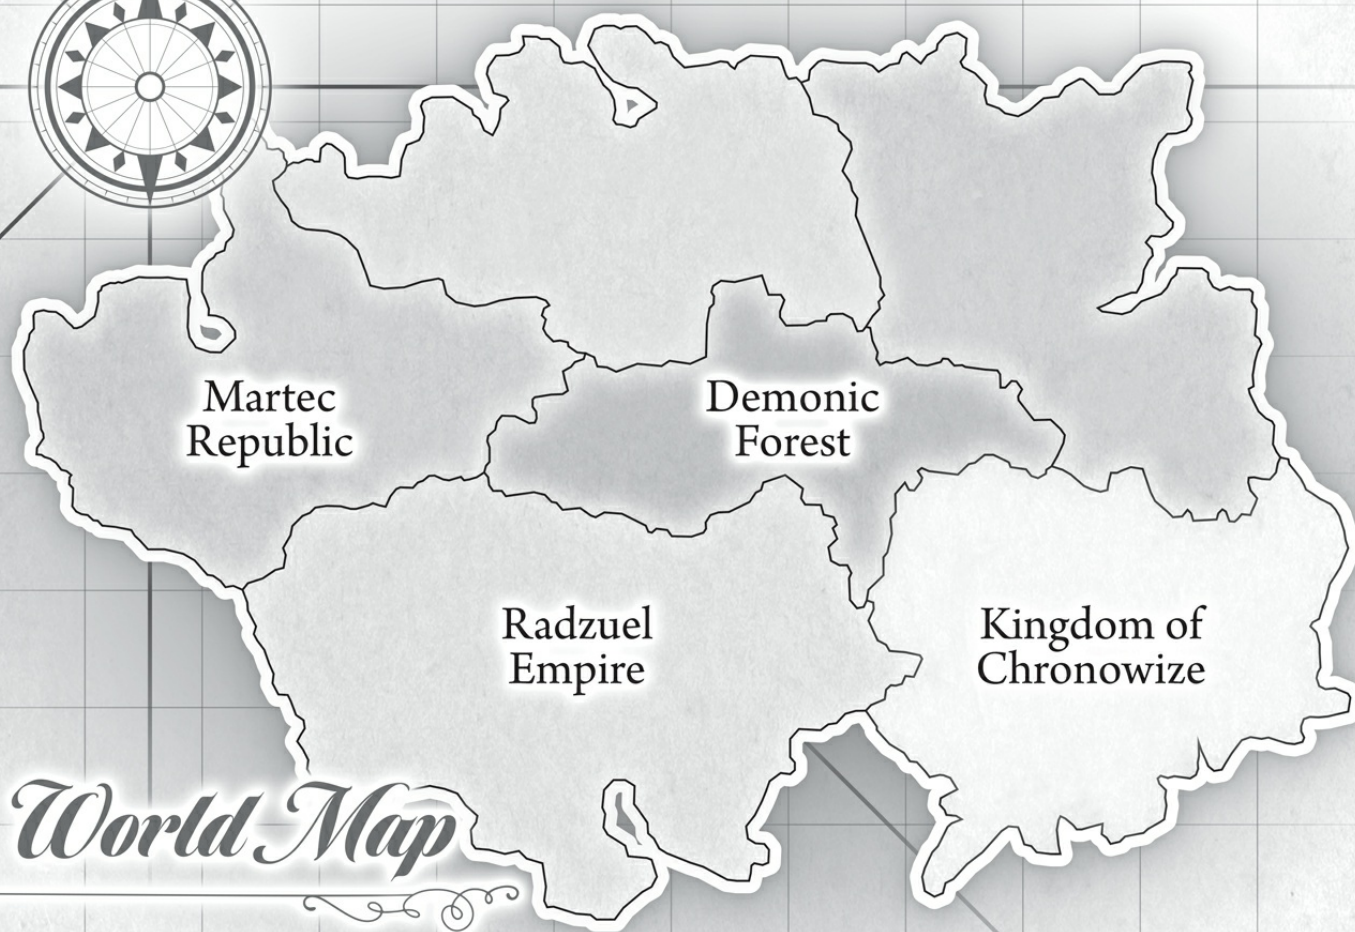 Martec
Republic
Demonic
Forest
Radzuel
Empire
Kingdom of
Chronowize
World Map